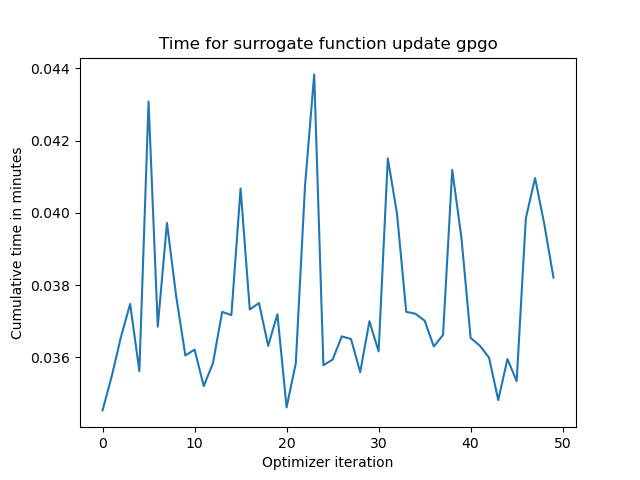 Time for surrogate function update gpgo
0.044
0.042
0.040
0.038
0.036
Cumulative time in minutes
0 10 20 30 40 50
Optimizer iteration